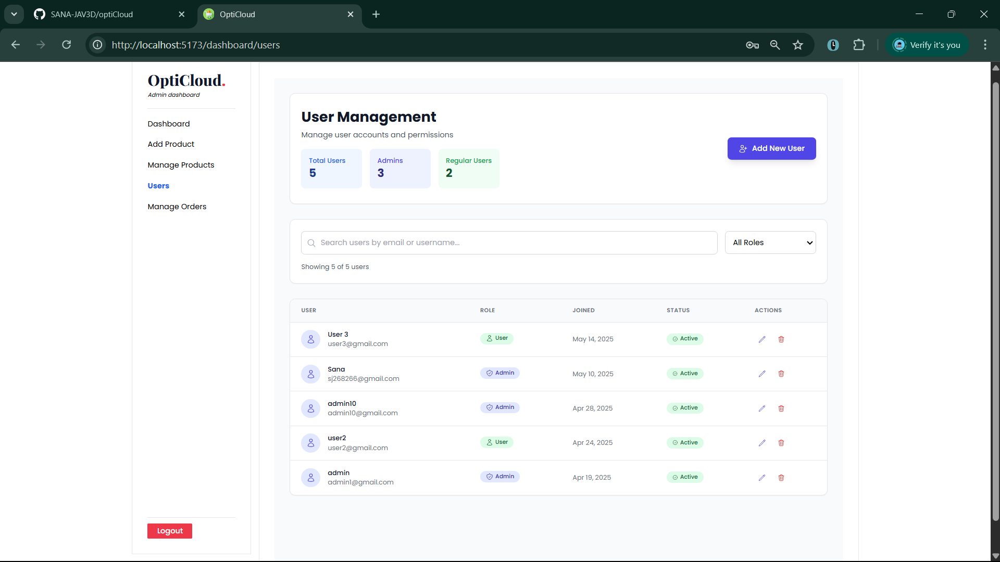 SANA-JAV3D/optiCloud
OptiCloud
http://localhost:5173/dashboard/users
Verify it's you
OptiCloud.
Admin dashboard
Dashboard
Add Product
Manage Products
Users
Manage Orders
Logout
User Management
Manage user accounts and permissions
Total Users
5
Admins
3
Regular Users
2
Add New User
Search users by email or username...
All Roles
Showing 5 of 5 users
USER ROLE JOINED STATUS ACTIONS
User 3
user3@gmail.com
User
May 14, 2025
Active
Sana
sj268266@gmail.com
Admin
May 10, 2025
Active
admin10
admin10@gmail.com
Admin
Apr 28, 2025
Active
user2
user2@gmail.com
User
Apr 24, 2025
Active
admin
admin1@gmail.com
Admin
Apr 19, 2025
Active